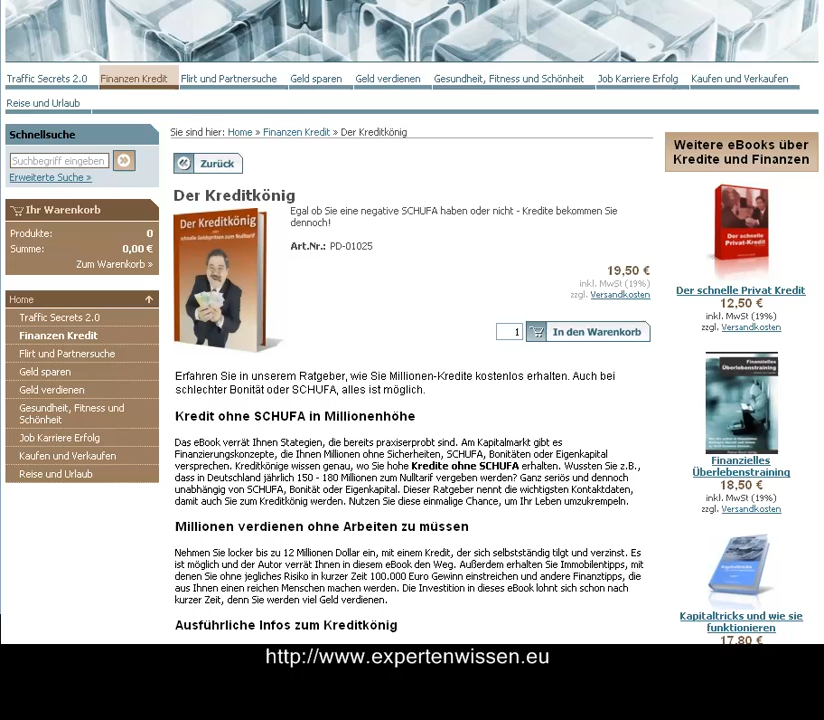 Traffic Secrets 2.0 Finanzen Kredit Flirt und Partnersuche Geld sparen Geld verdienen Gesundheit, Fitness und Schönheit Job Karriere Erfolg Kaufen und Verkaufen
Reise und Urlaub
Schnellsuche
Suchbegriff eingeben
Erweiterte Suche »
Ihr Warenkorb
Produkte: 0
Summe: 0,00 €
Zum Warenkorb »
Home
Traffic Secrets 2.0
Finanzen Kredit
Flirt und Partnersuche
Geld sparen
Geld verdienen
Gesundheit, Fitness und
Schönheit
Job Karriere Erfolg
Kaufen und Verkaufen
Reise und Urlaub
Sie sind hier: Home » Finanzen Kredit » Der Kreditkönig
Zurück
Der Kreditkönig
Der Kreditkönig
schnelle Geldspritzen zum Nulltarif
Egal ob Sie eine negative SCHUFA haben oder nicht - Kredite bekommen Sie
dennoch!
Art.Nr.: PD-01025
19,50 €
inkl. MwSt (19%)
zzgl. Versandkosten
1 In den Warenkorb
Erfahren Sie in unserem Ratgeber, wie Sie Millionen-Kredite kostenlos erhalten. Auch bei
schlechter Bonität oder SCHUFA, alles ist möglich.
Kredit ohne SCHUFA in Millionenhöhe
Das eBook verrät Ihnen Stategien, die bereits praxiserprobt sind. Am Kapitalmarkt gibt es
Finanzierungskonzepte, die Ihnen Millionen ohne Sicherheiten, SCHUFA, Bonitäten oder Eigenkapital
versprechen. Kreditkönige wissen genau, wo Sie hohe Kredite ohne SCHUFA erhalten. Wussten Sie z.B.,
dass in Deutschland jährlich 150 - 180 Millionen zum Nulltarif vergeben werden? Ganz seriös und dennoch
unabhängig von SCHUFA, Bonität oder Eigenkapital. Dieser Ratgeber nennt die wichtigsten Kontaktdaten,
damit auch Sie zum Kreditkönig werden. Nutzen Sie diese einmalige Chance, um Ihr Leben umzukrempeln.
Millionen verdienen ohne Arbeiten zu müssen
Nehmen Sie locker bis zu 12 Millionen Dollar ein, mit einem Kredit, der sich selbstständig tilgt und verzinst. Es
ist möglich und der Autor verrät Ihnen in diesem eBook den Weg. Außerdem erhalten Sie Immobilientipps, mit
denen Sie ohne jegliches Risiko in kurzer Zeit 100.000 Euro Gewinn einstreichen und andere Finanztipps, die
aus Ihnen einen reichen Menschen machen werden. Die Investition in dieses eBook lohnt sich schon nach
kurzer Zeit, denn Sie werden viel Geld verdienen.
Ausführliche Infos zum Kreditkönig
Weitere eBooks über
Kredite und Finanzen
Der schnelle
Privat-Kredit
Der schnelle Privat Kredit
12,50 €
inkl. MwSt (19%)
zzgl. Versandkosten
Finanzielles
Überlebenstraining
Finanzielles
Überlebenstraining
18,50 €
inkl. MwSt (19%)
zzgl. Versandkosten
Kapitaltricks
Kapitaltricks und wie sie
funktionieren
17,80 €
http://www.expertenwissen.eu